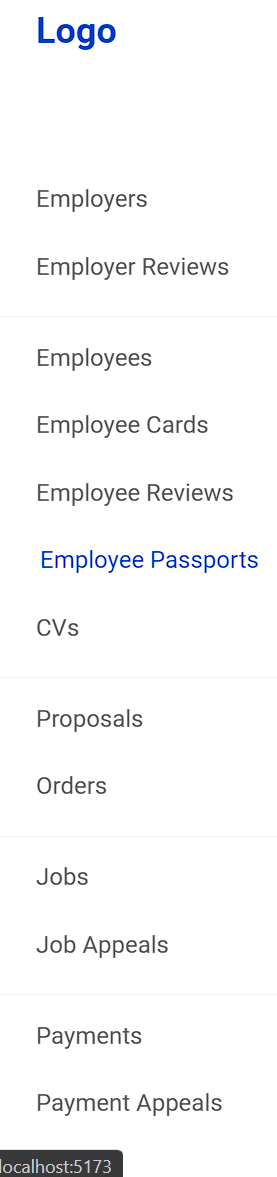 Logo
Employers
Employer Reviews
Employees
Employee Cards
Employee Reviews
Employee Passports
CVs
Proposals
Orders
Jobs
Job Appeals
Payments
Payment Appeals
localhost:5173